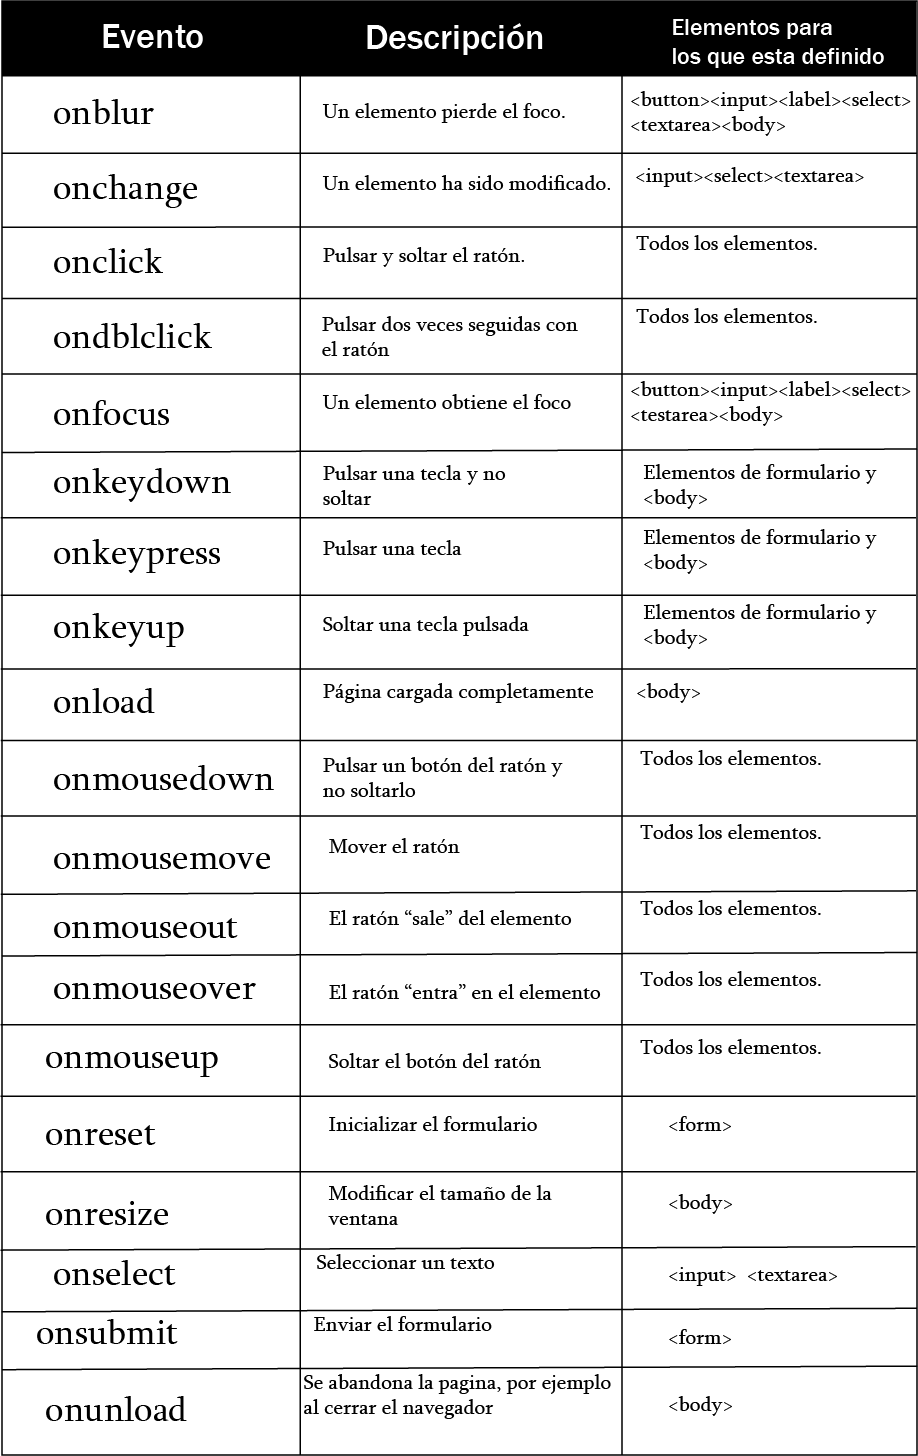 Evento
Descripción
Elementos para
los que esta definido
onblur
Un elemento pierde el foco.
<button><input><label><select>
<textarea><body>
onchange
Un elemento ha sido modificado.
<input><select><textarea>
onclick
Pulsar y soltar el ratón.
Todos los elementos.
ondblclick
Pulsar dos veces seguidas con
el ratón
Todos los elementos.
onfocus
Un elemento obtiene el foco
<button><input><label><select>
<testarea><body>
onkeydown
Pulsar una tecla y no
soltar
Elementos de formulario y
<body>
onkeypress
Pulsar una tecla
Elementos de formulario y
<body>
onkeyup
Soltar una tecla pulsada
Elementos de formulario y
<body>
onload
Página cargada completamente
<body>
onmousedown
Pulsar un botón del ratón y
no soltarlo
Todos los elementos.
onmousemove
Mover el ratón
Todos los elementos.
onmouseout
El ratón “sale” del elemento
Todos los elementos.
onmouseover
El ratón “entra” en el elemento
Todos los elementos.
onmouseup
Soltar el botón del ratón
Todos los elementos.
onreset
Inicializar el formulario
<form>
onresize
Modificar el tamaño de la
ventana
<body>
onselect
Seleccionar un texto
<input> <textarea>
onsubmit
Enviar el formulario
<form>
onunload
Se abandona la pagina, por ejemplo
al cerrar el navegador
<body>